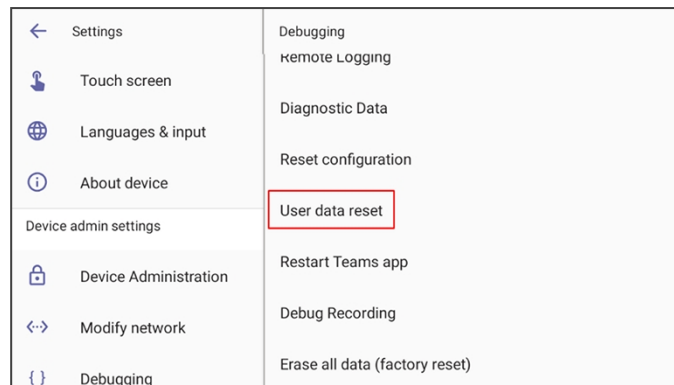 Settings
Touch screen
Languages & input
About device
Device admin settings
Device Administration
Modify network
Debugging
Debugging
Remote Logging
Diagnostic Data
Reset configuration
User data reset
Restart Teams app
Debug Recording
Erase all data (factory reset)